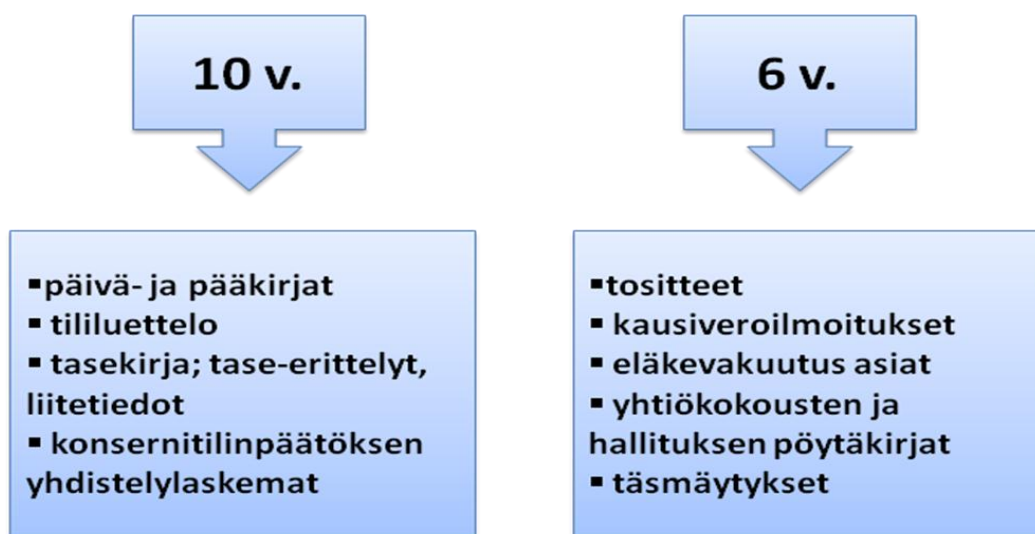 10 v.
▪päivä- ja pääkirjat
▪ tililuettelo
▪ tasekirja; tase-erittelyt,
liitetiedot
▪ konsernitilinpäätöksen
yhdistelylaskemat
6 v.
▪tositteet
▪ kausiveroilmoitukset
▪ eläkevakuutus asiat
▪ yhtiökokousten ja
hallituksen pöytäkirjat
▪ täsmäytykset